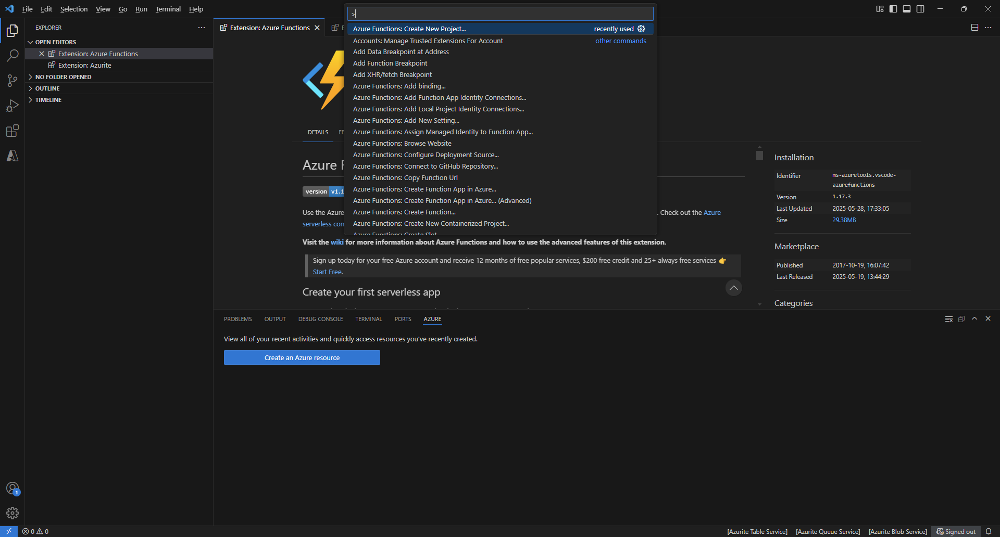 File Edit Selection View Go Run Terminal Help
>
EXPLORER
OPEN EDITORS
Extension: Azure Functions
Extension: Azurite
NO FOLDER OPENED
OUTLINE
TIMELINE
Extension: Azure Functions
Azure Functions: Create New Project... recently used
Accounts: Manage Trusted Extensions For Account other commands
Add Data Breakpoint at Address
Add Function Breakpoint
Add XHR/fetch Breakpoint
Azure Functions: Add binding...
Azure Functions: Add Function App Identity Connections...
Azure Functions: Add Local Project Identity Connections...
Azure Functions: Add New Setting...
Azure Functions: Assign Managed Identity to Function App...
Azure Functions: Browse Website
Azure Functions: Configure Deployment Source...
Azure Functions: Connect to GitHub Repository...
Azure Functions: Copy Function Url
Azure Functions: Create Function App in Azure...
Azure Functions: Create Function App in Azure... (Advanced)
Azure Functions: Create Function...
Azure Functions: Create New Containerized Project...
Azure Functions: Create Slot
DETAILS
Azure
version v1.1
Use the Azure
. Check out the Azure
serverless
Visit the wiki for more information about Azure Functions and how to use the advanced features of this extension.
Sign up today for your free Azure account and receive 12 months of free popular services, $200 free credit and 25+ always free services 👉
Start Free.
Create your first serverless app
Installation
Identifier ms-azuretools.vscode-
azurefunctions
Version 1.17.3
Last Updated 2025-05-28, 17:33:05
Size 29.38MB
Marketplace
Published 2017-10-19, 16:07:42
Last Released 2025-05-19, 13:44:29
Categories
PROBLEMS OUTPUT DEBUG CONSOLE TERMINAL PORTS AZURE
View all of your recent activities and quickly access resources you've recently created.
Create an Azure resource
1
0 0
[Azurite Table Service] [Azurite Queue Service] [Azurite Blob Service] Signed out